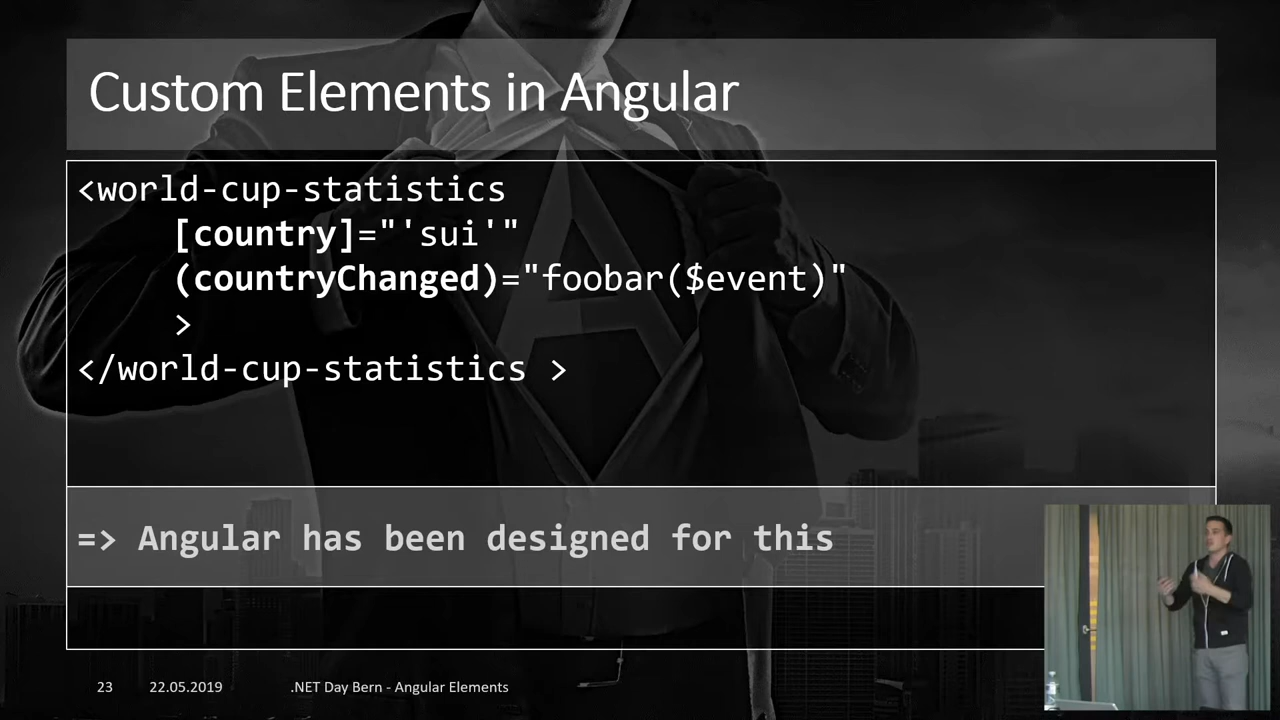 Custom Elements in Angular
<world-cup-statistics
[country]="'sui'"
(countryChanged)="foobar($event)"
>
</world-cup-statistics >
=> Angular has been designed for this
23 22.05.2019 .NET Day Bern - Angular Elements